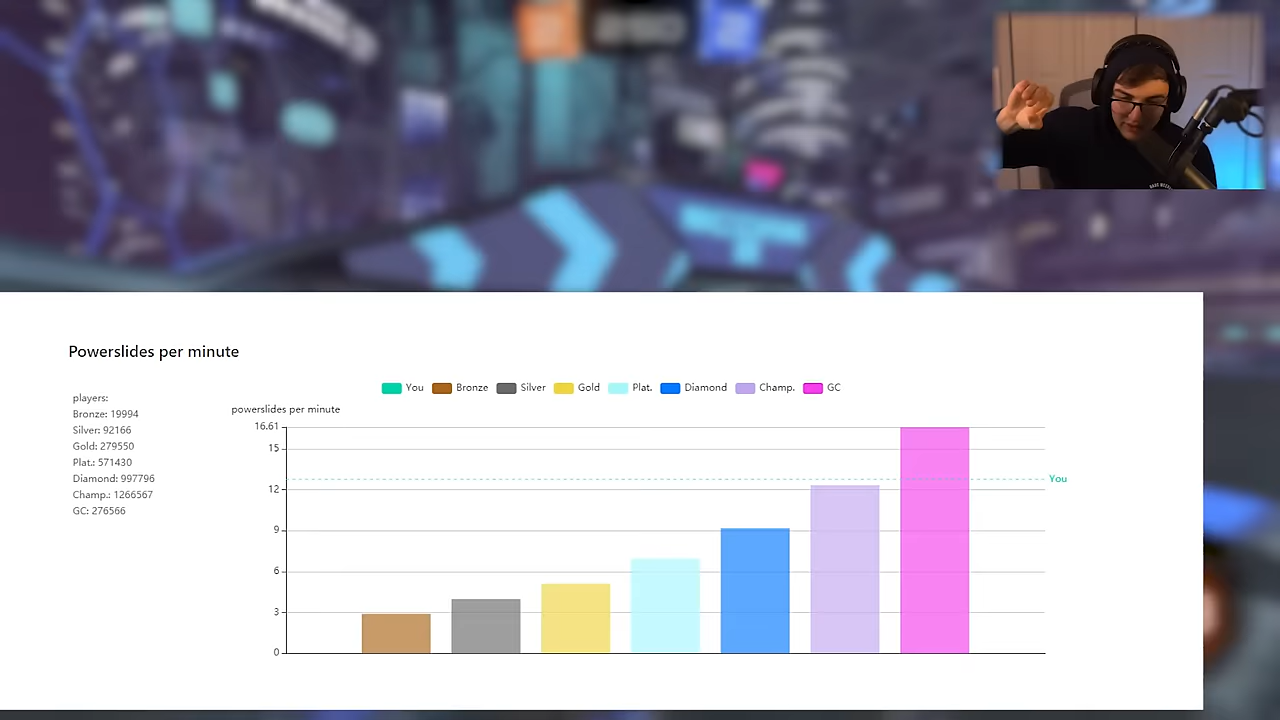 Powerslides per minute
You Bronze Silver Gold Plat. Diamond Champ. GC
players:
Bronze: 19994
Silver: 92166
Gold: 279550
Plat.: 571430
Diamond: 997796
Champ.: 1266567
GC: 276566
powerslides per minute
16.61
15
12
9
6
3
0
You